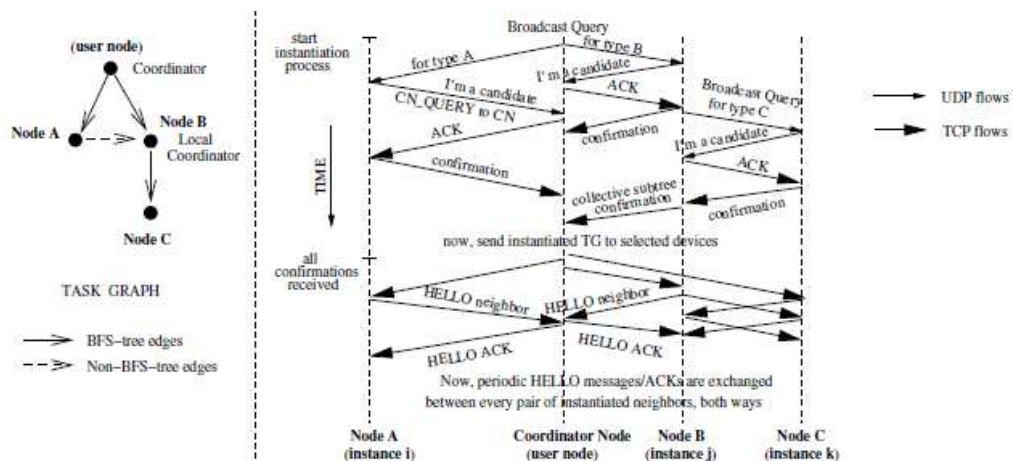 (user node)
Coordinator
Node A
Node B
Local
Coordinator
Node C
TASK GRAPH
BFS-tree edges
Non-BFS-tree edges
start
instantiation
process
TIME
all
confirmations
received
Broadcast Query
for type A
for type B
I'm a candidate
I'm a candidate
CN_QUERY to CN
ACK
Broadcast Query
for type C
ACK
confirmation
I'm a candidate
confirmation
ACK
collective subtree
confirmation
confirmation
now, send instantiated TG to selected devices
HELLO neighbor
HELLO neighbor
HELLO ACK
HELLO ACK
Now, periodic HELLO messages/ACKs are exchanged
between every pair of instantiated neighbors, both ways
Node A
(instance i)
Coordinator Node
(user node)
Node B
(instance j)
Node C
(instance k)
UDP flows
TCP flows